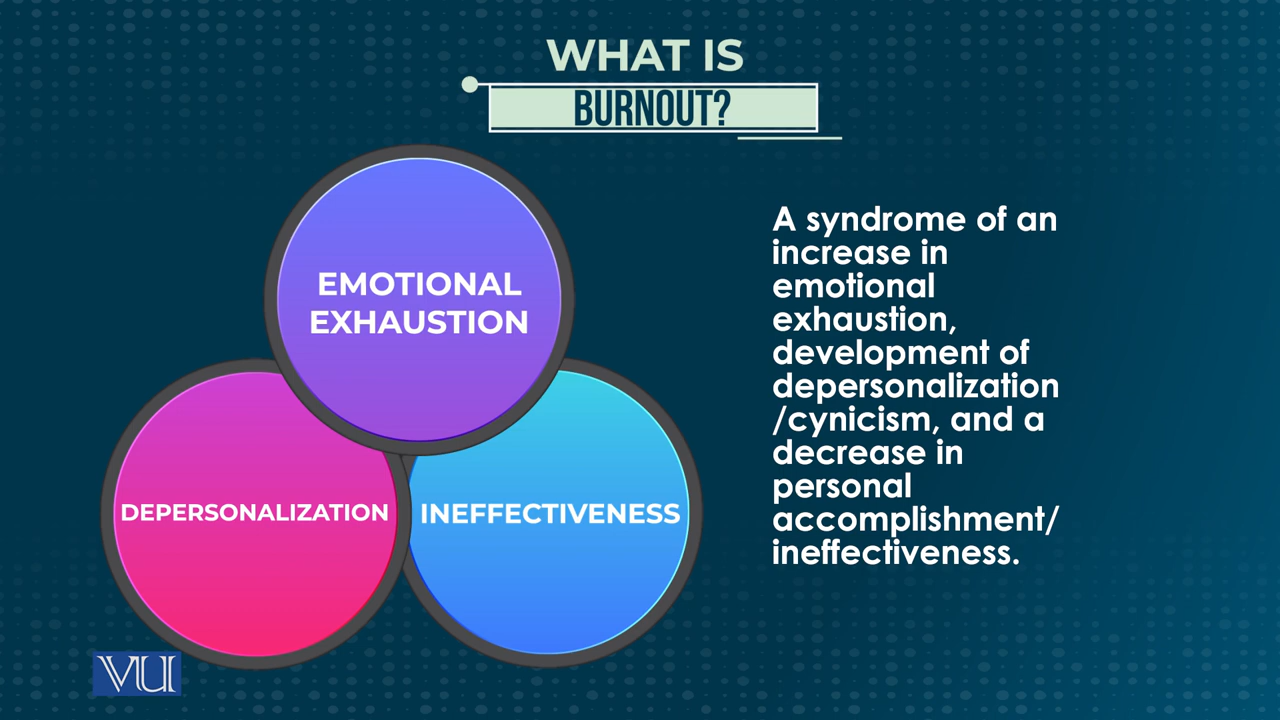 WHAT IS
BURNOUT?
EMOTIONAL
EXHAUSTION
DEPERSONALIZATION
INEFFECTIVENESS
A syndrome of an
increase in
emotional
exhaustion,
development of
depersonalization
/cynicism, and a
decrease in
personal
accomplishment/
ineffectiveness.
VU